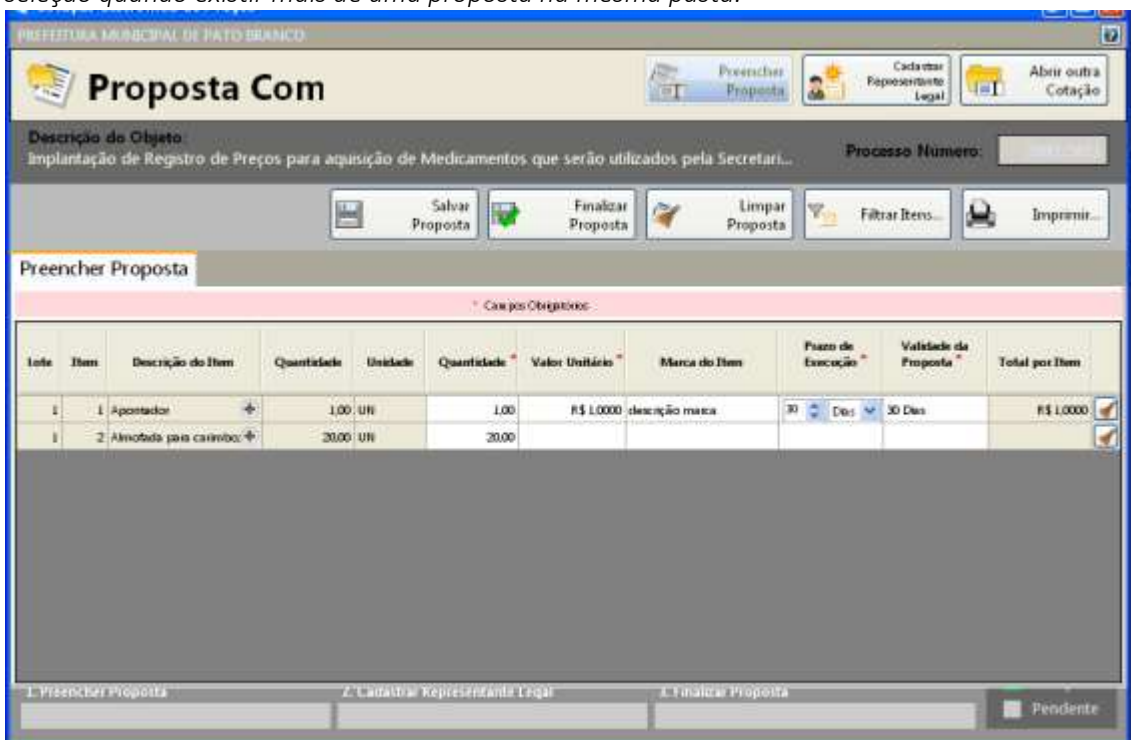 seleção quando existir mais de uma proposta na mesma pasta.
PREFEITURA MUNICIPAL DE PATO BRANCO
Proposta Com
Preencher Proposta
Cadastrar Representante Legal
Abrir outra Cotação
Descrição do Objeto:
Implantação de Registro de Preços para aquisição de Medicamentos que serão utilizados pela Secretari...
Processo Numero:
Salvar Proposta
Finalizar Proposta
Limpar Proposta
Filtrar Itens...
Imprimir...
Preencher Proposta
* Campos Obrigatórios
Lote Item Descrição do Item Quantidade Unidade Quantidade * Valor Unitário * Marca do Item Prazo de Execução * Validade da Proposta * Total por Item
1 1 Apontador 1,00 UN 1,00 R$ 1,0000 descrição marca 30 Dias 30 Dias R$ 1,0000
1 2 Almofada para carimbo: 20,00 UN 20,00
1. Preencher Proposta 2. Cadastrar Representante Legal 3. Finalizar Proposta
Pendente